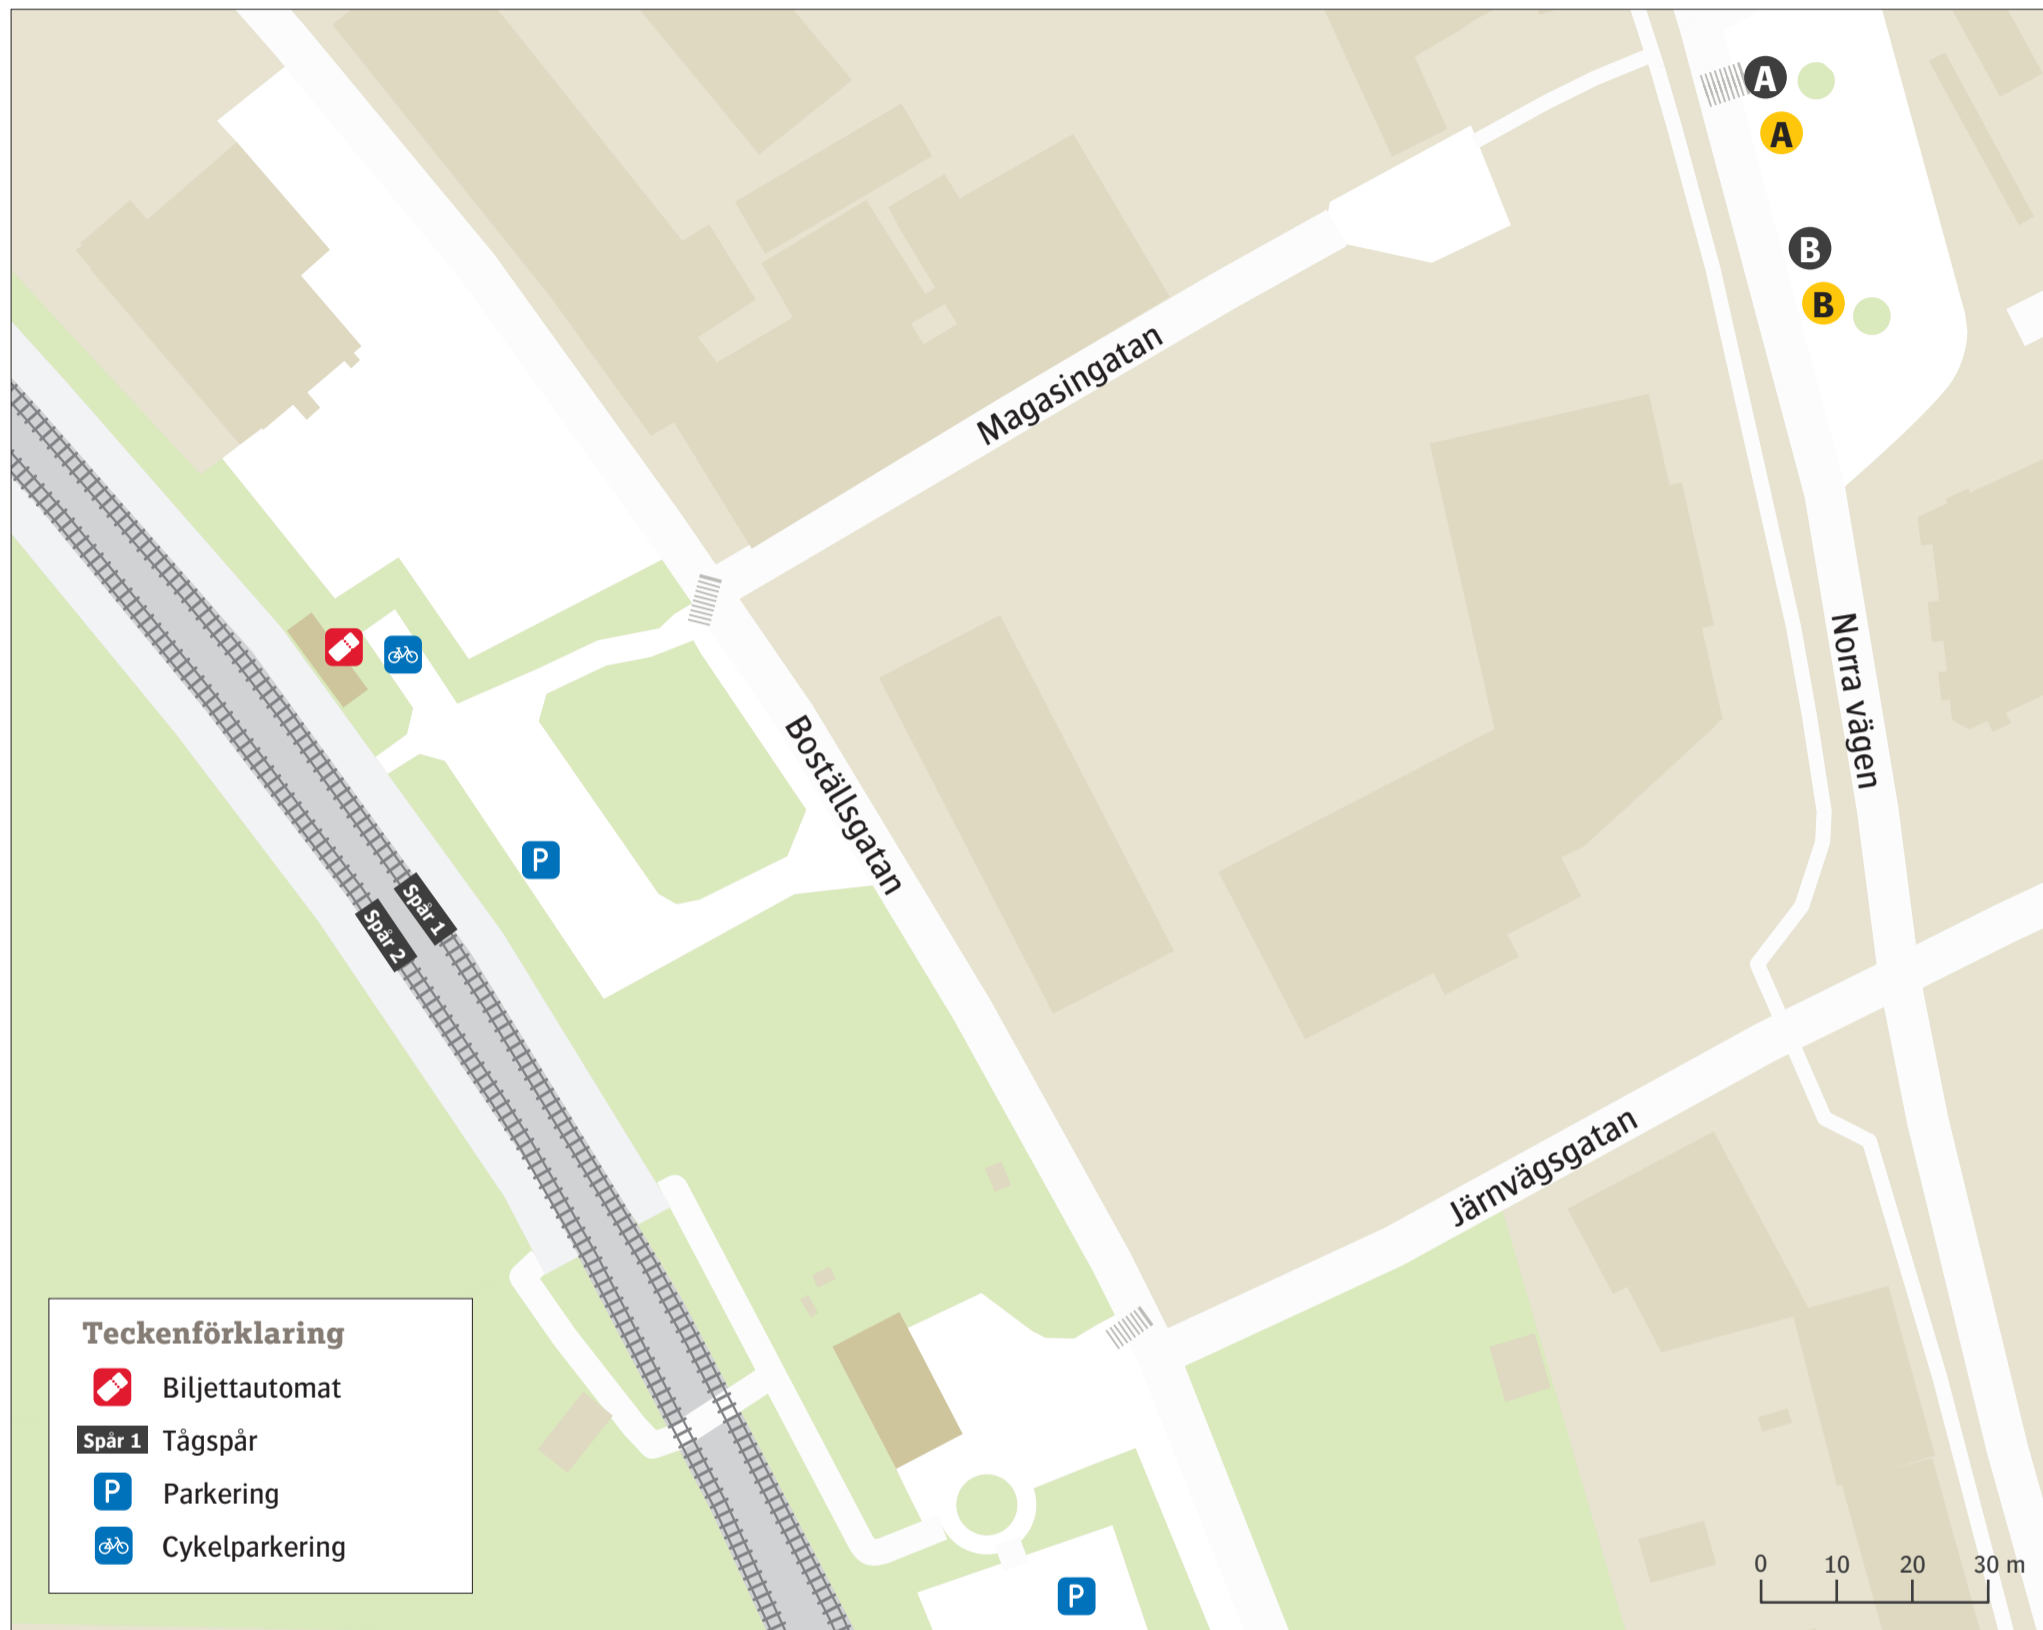 A
A
B
B
Magasingatan
Norra vägen
Boställsgatan
P
Spår 1
Spår 2
Järnvägsgatan
Teckenförklaring
Biljettautomat
Spår 1 Tågspår
P Parkering
Cykelparkering
P
0 10 20 30 m